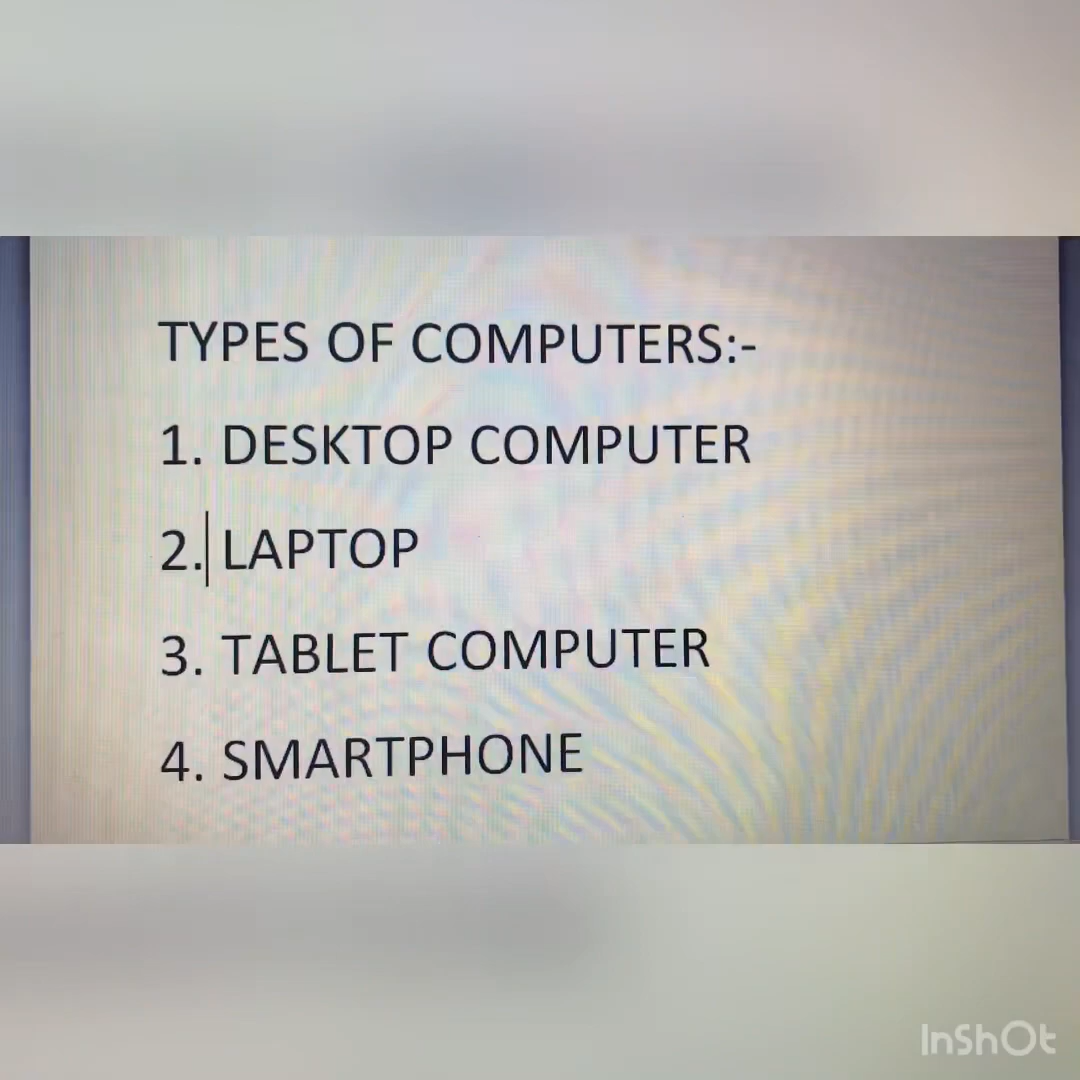 TYPES OF COMPUTERS:-
1. DESKTOP COMPUTER
2. LAPTOP
3. TABLET COMPUTER
4. SMARTPHONE
InShOt